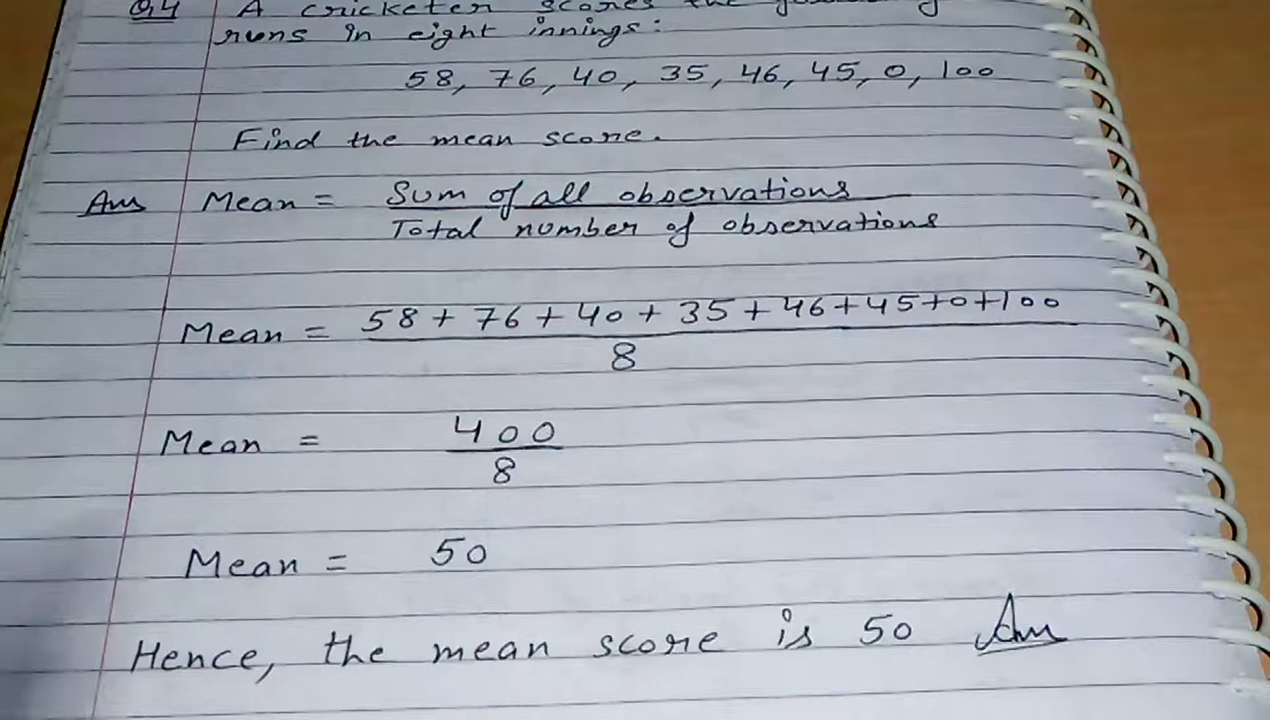 Q.4 A cricketer scores the
runs in eight innings:
58, 76, 40, 35, 46, 45, 0, 100
Find the mean score.
Ans Mean = Sum of all observations
Total number of observations
Mean = 58 + 76 + 40 + 35 + 46 + 45 + 0 + 100
8
Mean = 400
8
Mean = 50
Hence, the mean score is 50 Ans